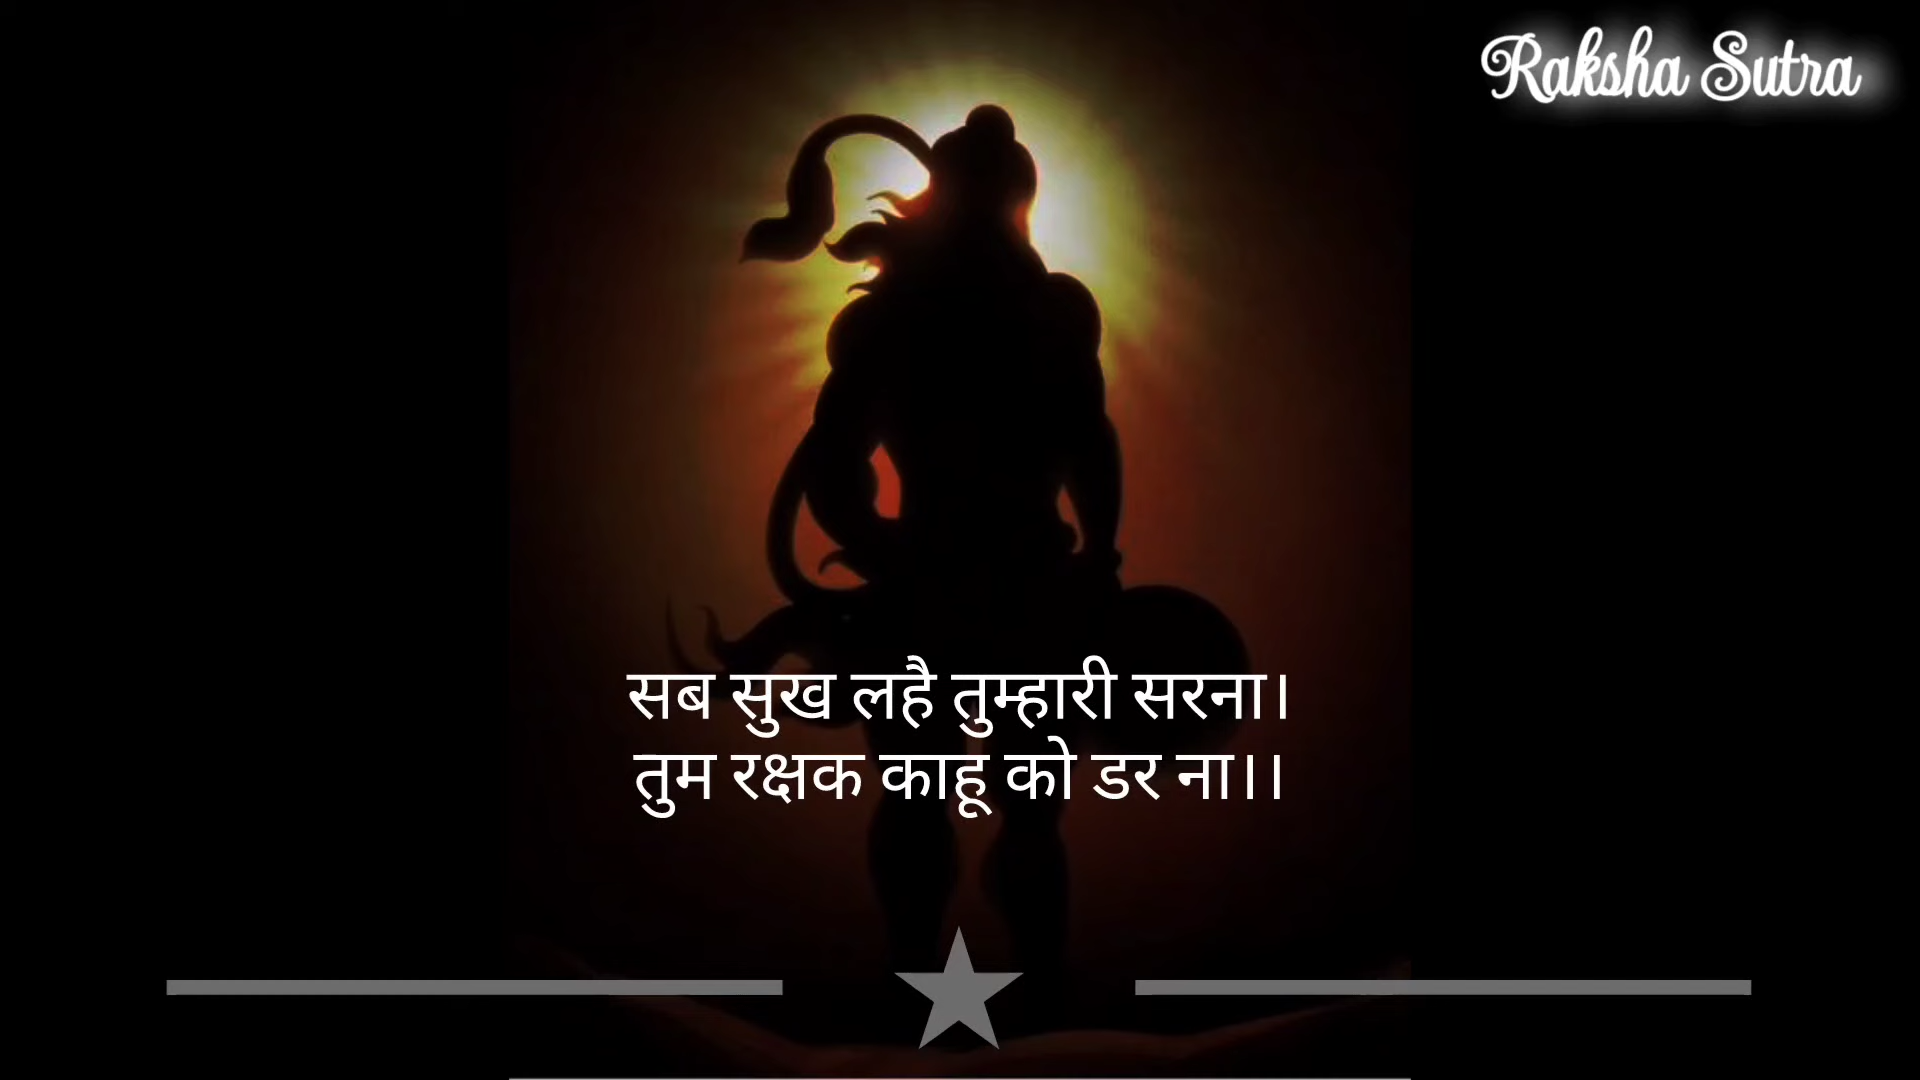 Raksha Sutra
सब सुख लहै तुम्हारी सरना।
तुम रक्षक काहू को डर ना।।